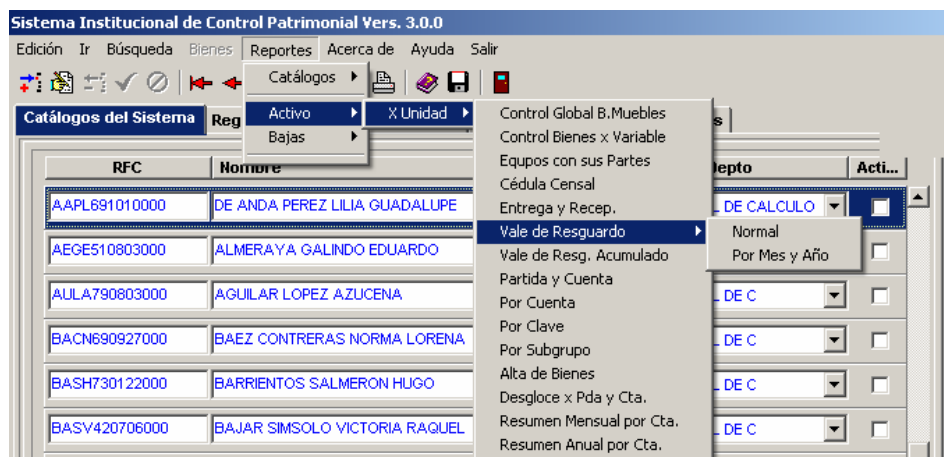 Sistema Institucional de Control Patrimonial Vers. 3.0.0
Edición Ir Búsqueda Bienes Reportes Acerca de Ayuda Salir
Catálogos
Catálogos del Sistema Reg Activo X Unidad s
Bajas
Control Global B.Muebles
Control Bienes x Variable
Equpos con sus Partes
Cédula Censal
Entrega y Recep.
Vale de Resguardo
Normal
Por Mes y Año
Vale de Resg. Acumulado
Partida y Cuenta
Por Cuenta
Por Clave
Por Subgrupo
Alta de Bienes
Desgloce x Pda y Cta.
Resumen Mensual por Cta.
Resumen Anual por Cta.
RFC Nombre Depto Acti...
AAPL691010000 DE ANDA PEREZ LILIA GUADALUPE L DE CALCULO
AEGE510803000 ALMERAYA GALINDO EDUARDO
AULA790803000 AGUILAR LOPEZ AZUCENA L DE C
BACN690927000 BAEZ CONTRERAS NORMA LORENA L DE C
BASH730122000 BARRIENTOS SALMERON HUGO L DE C
BASV420706000 BAJAR SIMSOLO VICTORIA RAQUEL L DE C